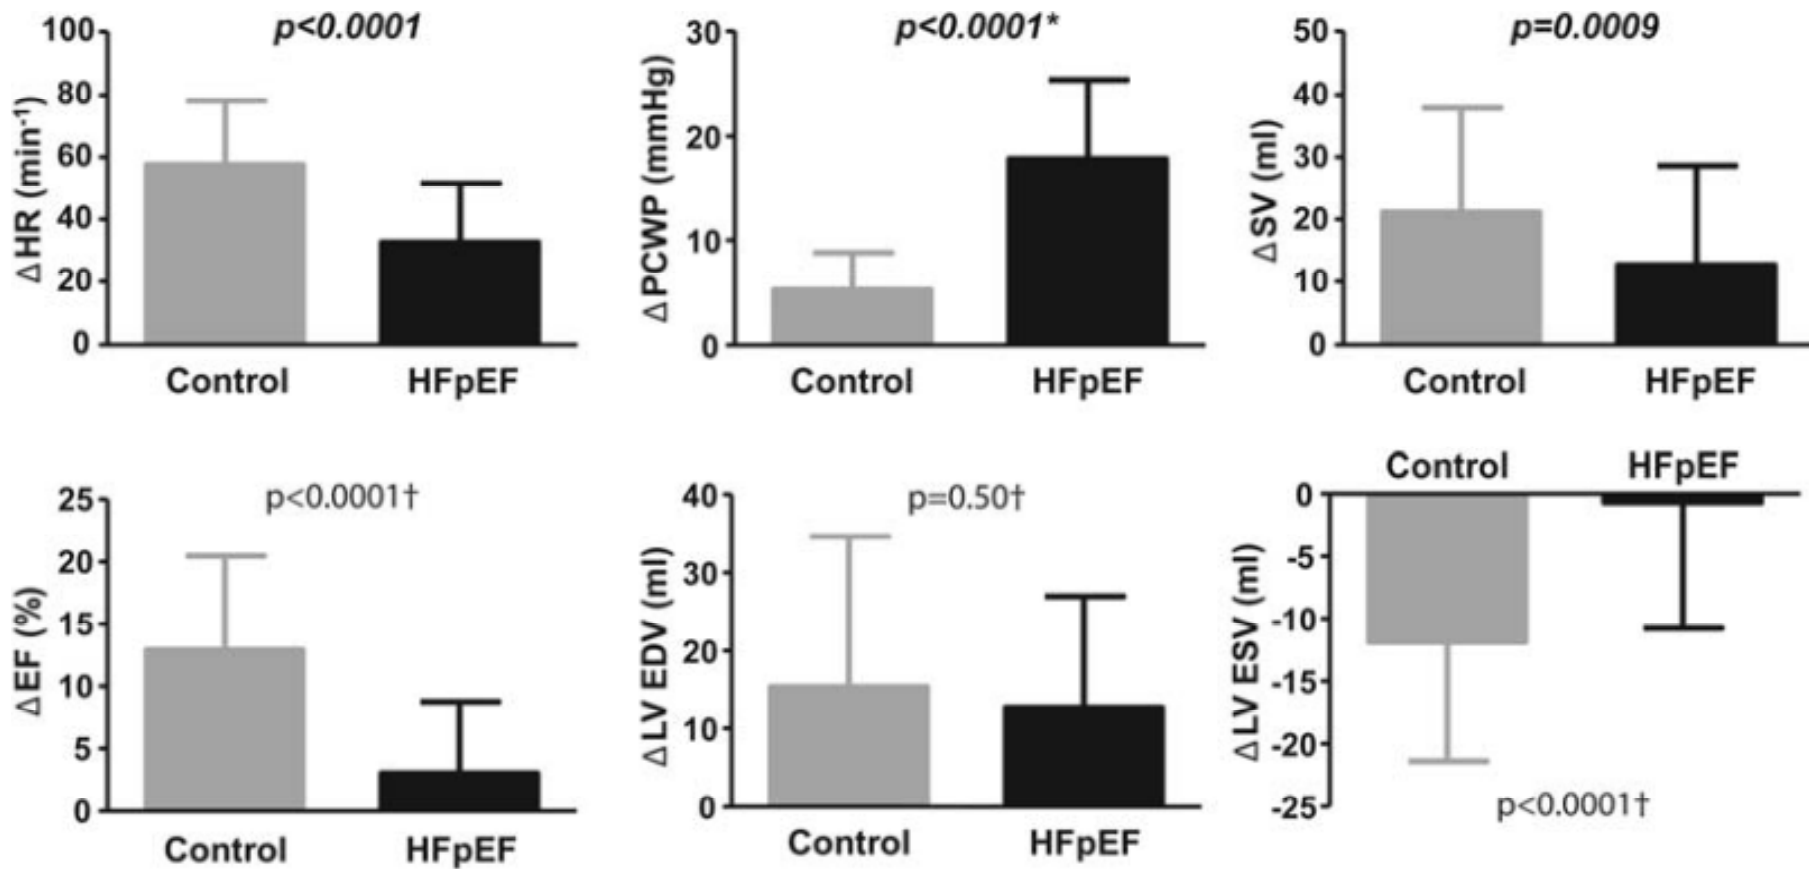 p<0.0001
ΔHR (min-1)
100
80
60
40
20
0
Control HFpEF
p<0.0001*
ΔPCWP (mmHg)
30
20
10
0
Control HFpEF
p=0.0009
ΔSV (ml)
50
40
30
20
10
0
Control HFpEF
p<0.0001†
ΔEF (%)
25
20
15
10
5
0
Control HFpEF
p=0.50†
ΔLV EDV (ml)
40
30
20
10
0
Control HFpEF
Control HFpEF
ΔLV ESV (ml)
0
-5
-10
-15
-20
-25
p<0.0001†